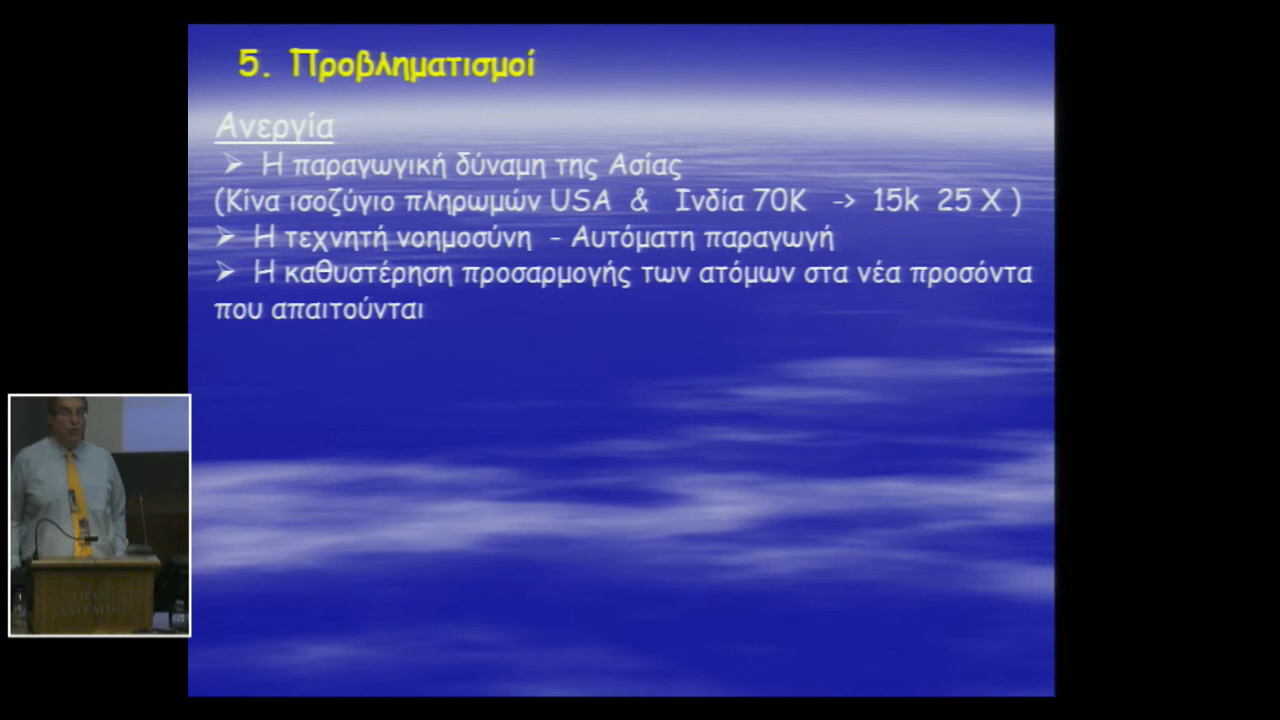 5. Προβληματισμοί
Ανεργία
➢ Η παραγωγική δύναμη της Ασίας
(Κίνα ισοζύγιο πληρωμών USA & Ινδία 70Κ -> 15k 25 X )
➢ Η τεχνητή νοημοσύνη - Αυτόματη παραγωγή
➢ Η καθυστέρηση προσαρμογής των ατόμων στα νέα προσόντα
που απαιτούνται